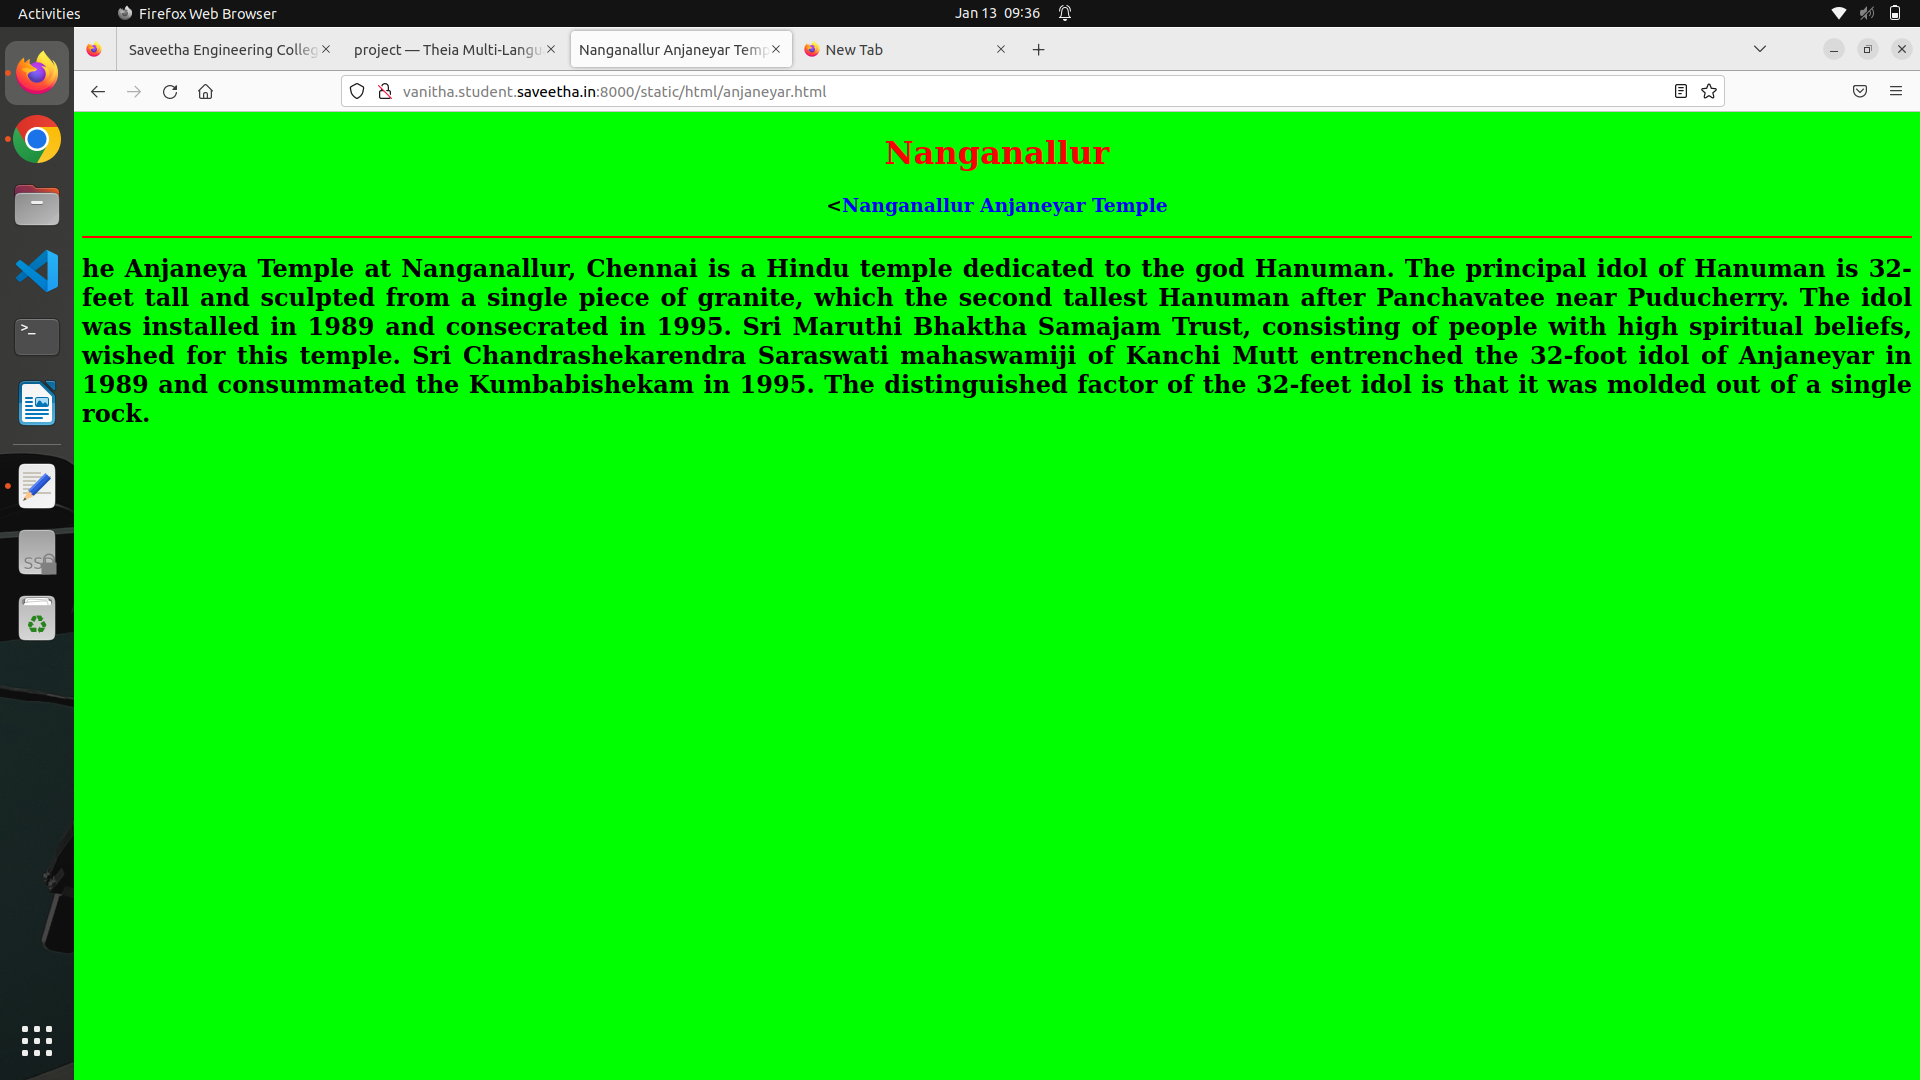 Activities Firefox Web Browser Jan 13 09:36
Saveetha Engineering Colleg project — Theia Multi-Langu Nanganallur Anjaneyar Temp New Tab
vanitha.student.saveetha.in:8000/static/html/anjaneyar.html
Nanganallur
<Nanganallur Anjaneyar Temple
he Anjaneya Temple at Nanganallur, Chennai is a Hindu temple dedicated to the god Hanuman. The principal idol of Hanuman is 32-
feet tall and sculpted from a single piece of granite, which the second tallest Hanuman after Panchavatee near Puducherry. The idol
was installed in 1989 and consecrated in 1995. Sri Maruthi Bhaktha Samajam Trust, consisting of people with high spiritual beliefs,
wished for this temple. Sri Chandrashekarendra Saraswati mahaswamiji of Kanchi Mutt entrenched the 32-foot idol of Anjaneyar in
1989 and consummated the Kumbabishekam in 1995. The distinguished factor of the 32-feet idol is that it was molded out of a single
rock.
>_
SS